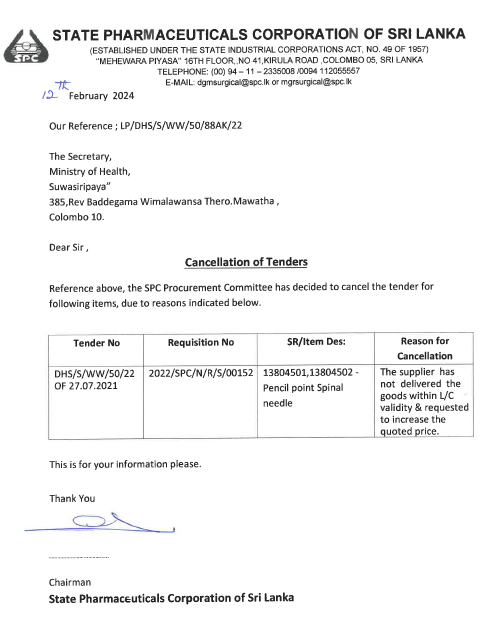 STATE PHARMACEUTICALS CORPORATION OF SRI LANKA
(ESTABLISHED UNDER THE STATE INDUSTRIAL CORPORATIONS ACT, NO. 49 OF 1957)
"MEHEWARA PIYASA" 16TH FLOOR,.NO 41,KIRULA ROAD ,COLOMBO 05, SRI LANKA
TELEPHONE: (00) 94 – 11 – 2335008 /0094 112055557
E-MAIL: dgmsurgical@spc.lk or mgrsurgical@spc.lk
SPC
12th February 2024
Our Reference ; LP/DHS/S/WW/50/88AK/22
The Secretary,
Ministry of Health,
Suwasiripaya"
385,Rev Baddegama Wimalawansa Thero.Mawatha ,
Colombo 10.
Dear Sir ,
Cancellation of Tenders
Reference above, the SPC Procurement Committee has decided to cancel the tender for
following items, due to reasons indicated below.
Tender No
Requisition No
SR/Item Des:
Reason for
Cancellation
DHS/S/WW/50/22
OF 27.07.2021
2022/SPC/N/R/S/00152
13804501,13804502 -
Pencil point Spinal
needle
The supplier has
not delivered the
goods within L/C
validity & requested
to increase the
quoted price.
This is for your information please.
Thank You
Chairman
State Pharmaceuticals Corporation of Sri Lanka